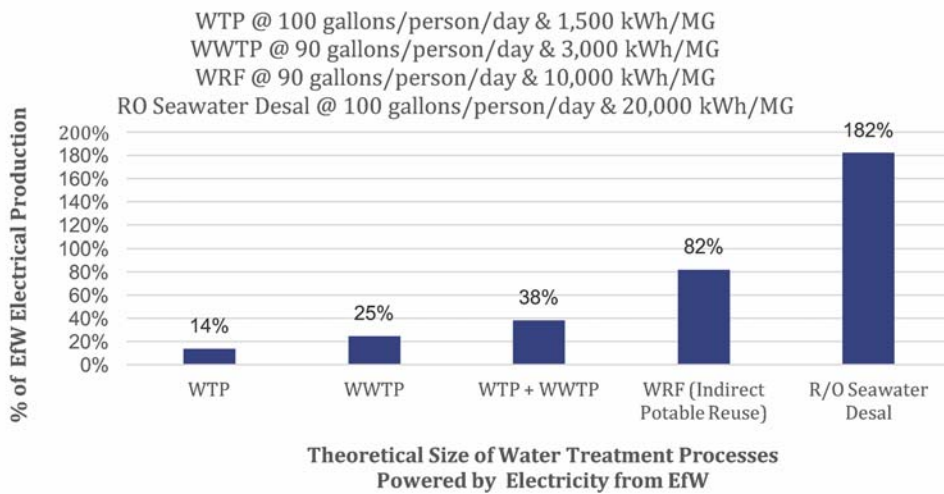 WTP @ 100 gallons/person/day & 1,500 kWh/MG
WWTP @ 90 gallons/person/day & 3,000 kWh/MG
WRF @ 90 gallons/person/day & 10,000 kWh/MG
RO Seawater Desal @ 100 gallons/person/day & 20,000 kWh/MG
% of EfW Electrical Production
200%
180%
160%
140%
120%
100%
80%
60%
40%
20%
0%
14%
25%
38%
82%
182%
WTP
WWTP
WTP + WWTP
WRF (Indirect
Potable Reuse)
R/O Seawater
Desal
Theoretical Size of Water Treatment Processes
Powered by Electricity from EfW